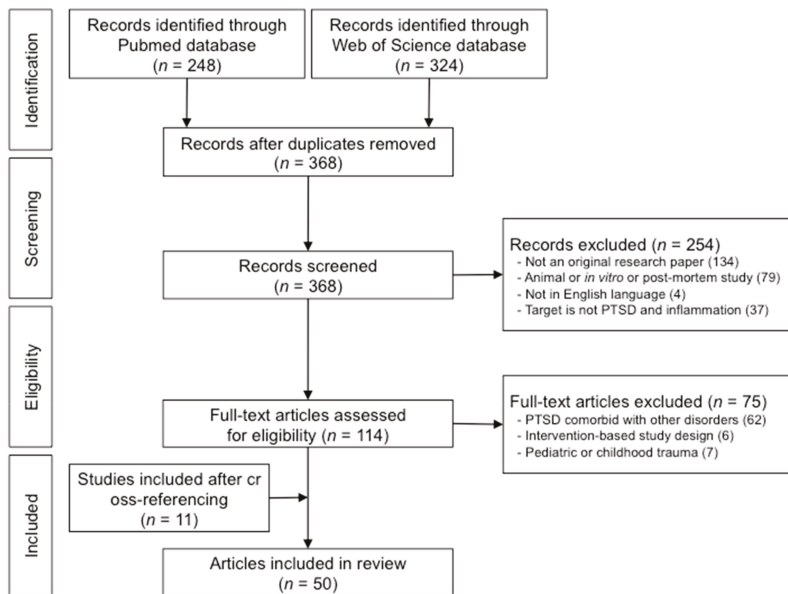 Identification
Records identified through
Pubmed database
(n = 248)
Records identified through
Web of Science database
(n = 324)
Records after duplicates removed
(n = 368)
Screening
Records screened
(n = 368)
Records excluded (n = 254)
- Not an original research paper (134)
- Animal or in vitro or post-mortem study (79)
- Not in English language (4)
- Target is not PTSD and inflammation (37)
Eligibility
Full-text articles assessed
for eligibility (n = 114)
Full-text articles excluded (n = 75)
- PTSD comorbid with other disorders (62)
- Intervention-based study design (6)
- Pediatric or childhood trauma (7)
Included
Studies included after cr
oss-referencing
(n = 11)
Articles included in review
(n = 50)